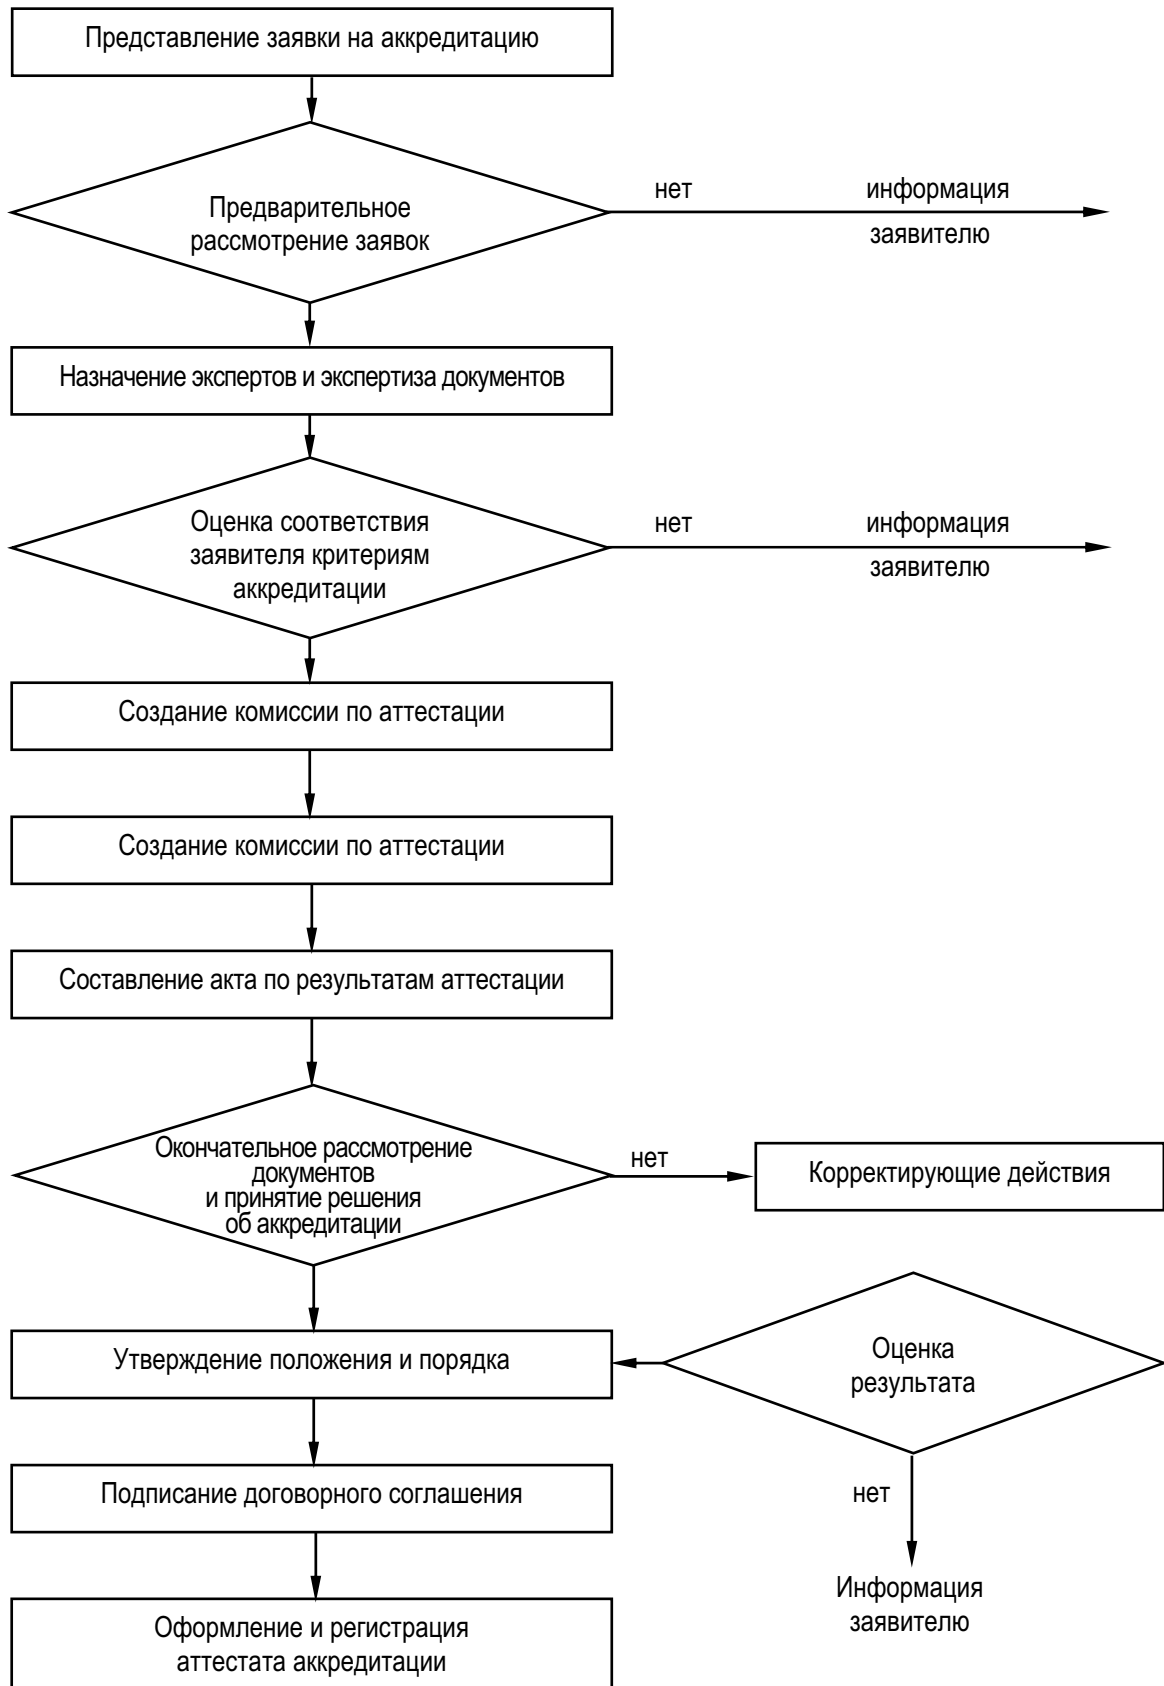 Представление заявки на аккредитацию
нет
информация
Предварительное
рассмотрение заявок
заявителю
Назначение экспертов и экспертиза документов
Оценка соответствия
нет
информация
заявителя критериям
заявителю
аккредитации
Создание комиссии по аттестации
Создание комиссии по аттестации
Составление акта по результатам аттестации
Окончательное рассмотрение
документов
и принятие решения
об аккредитации
нет
Корректирующие действия
Утверждение положения и порядка
Оценка
результата
Подписание договорного соглашения
нет
Информация
заявителю
Оформление и регистрация
аттестата аккредитации